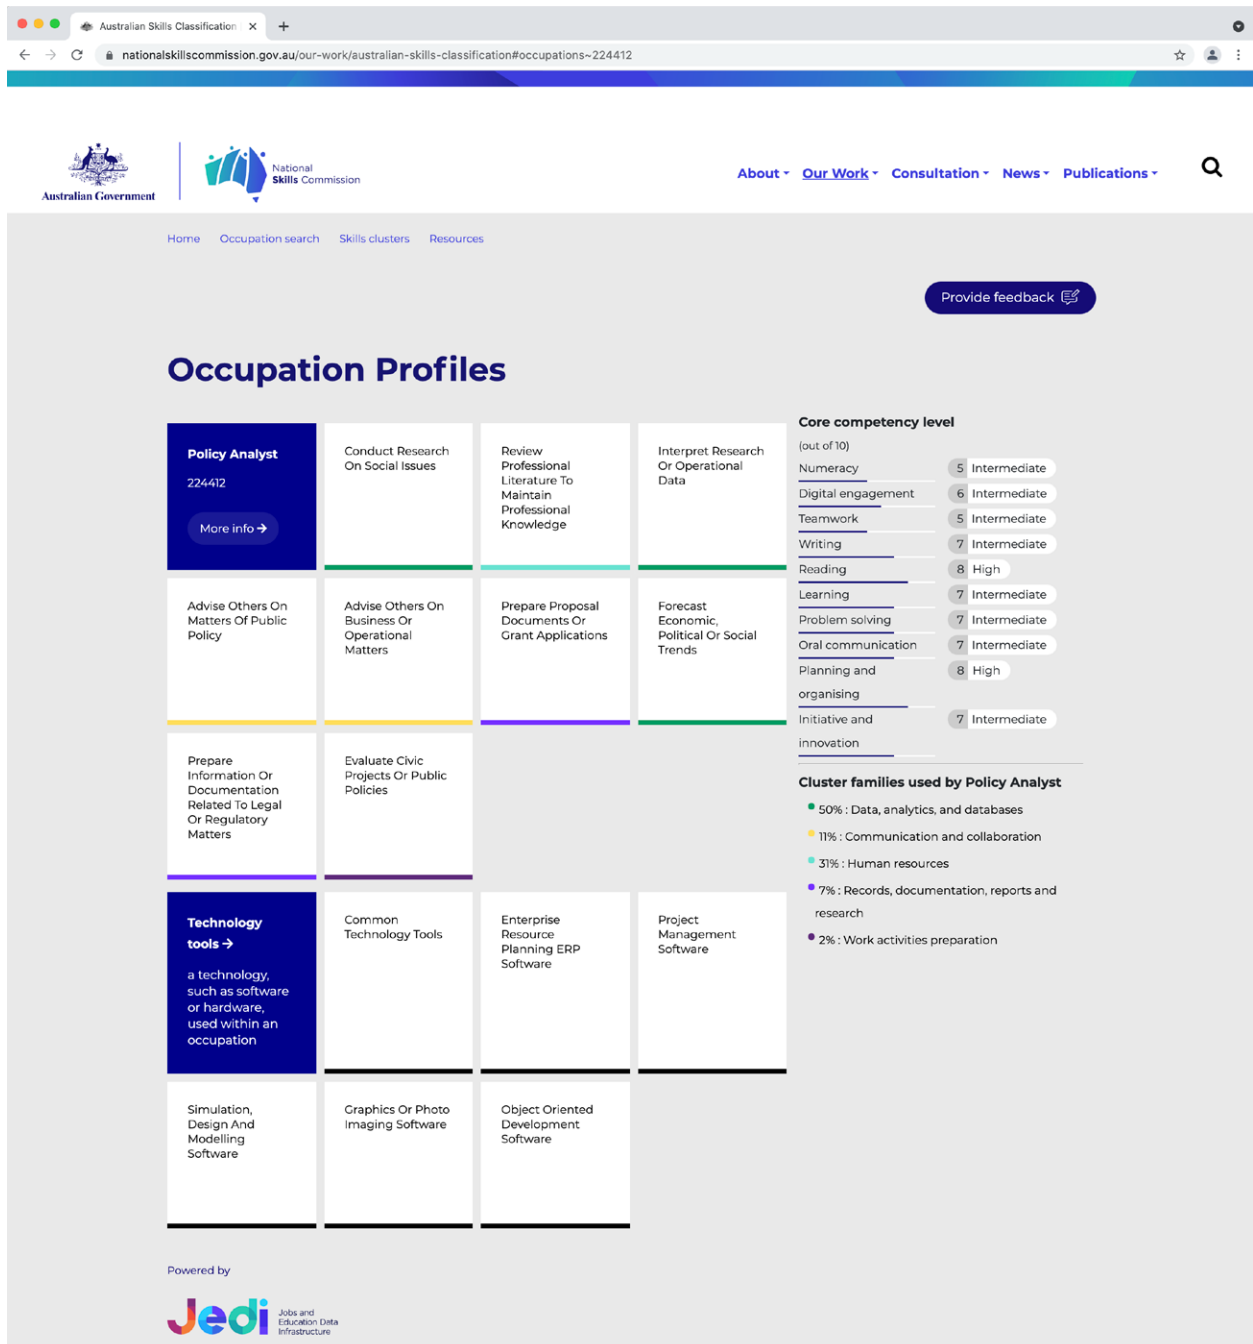 Australian Skills Classification
nationalskillscommission.gov.au/our-work/australian-skills-classification#occupations~224412
Australian Government
National
Skills Commission
About
Our Work
Consultation
News
Publications
Home
Occupation search
Skills clusters
Resources
Provide feedback
Occupation Profiles
Policy Analyst
224412
More info →
Conduct Research
On Social Issues
Review
Professional
Literature To
Maintain
Professional
Knowledge
Interpret Research
Or Operational
Data
Advise Others On
Matters Of Public
Policy
Advise Others On
Business Or
Operational
Matters
Prepare Proposal
Documents Or
Grant Applications
Forecast
Economic,
Political Or Social
Trends
Prepare
Information Or
Documentation
Related To Legal
Or Regulatory
Matters
Evaluate Civic
Projects Or Public
Policies
Technology
tools →
a technology,
such as software
or hardware,
used within an
occupation
Common
Technology Tools
Enterprise
Resource
Planning ERP
Software
Project
Management
Software
Simulation,
Design And
Modelling
Software
Graphics Or Photo
Imaging Software
Object Oriented
Development
Software
Core competency level
(out of 10)
Numeracy 5 Intermediate
Digital engagement 6 Intermediate
Teamwork 5 Intermediate
Writing 7 Intermediate
Reading 8 High
Learning 7 Intermediate
Problem solving 7 Intermediate
Oral communication 7 Intermediate
Planning and 8 High
organising
Initiative and 7 Intermediate
innovation
Cluster families used by Policy Analyst
50% : Data, analytics, and databases
11% : Communication and collaboration
31% : Human resources
7% : Records, documentation, reports and
research
2% : Work activities preparation
Powered by
Jedi
Jobs and
Education Data
Infrastructure